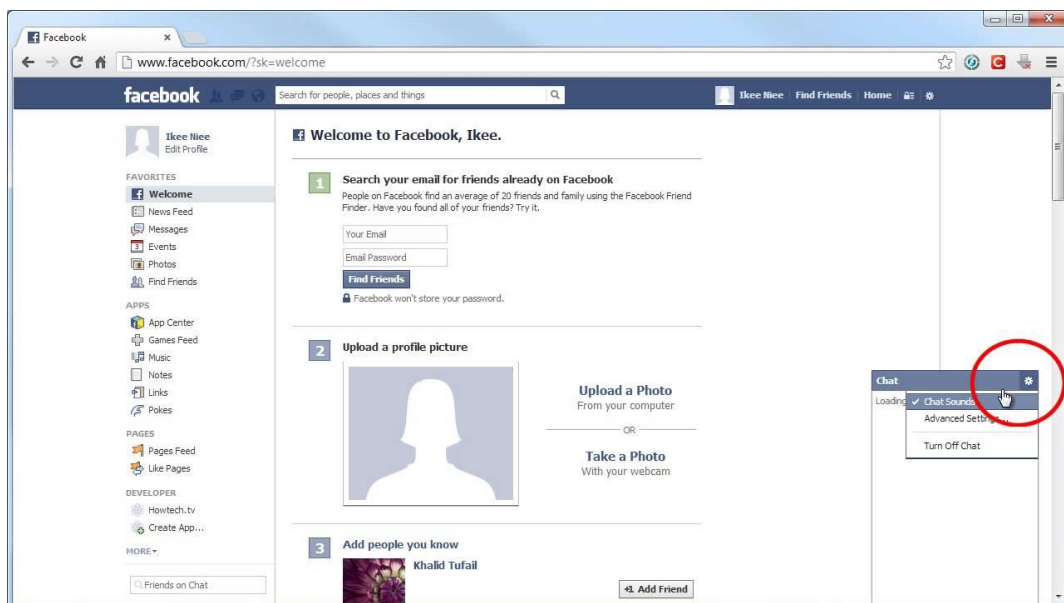 Facebook
www.facebook.com/?sk=welcome
facebook
Search for people, places and things
Ikee Niee
Find Friends
Home
Ikee Niee
Edit Profile
FAVORITES
Welcome
News Feed
Messages
3
Events
Photos
Find Friends
APPS
App Center
Games Feed
Music
Notes
Links
Pokes
PAGES
Pages Feed
Like Pages
DEVELOPER
Howtech.tv
Create App...
MORE
Friends on Chat
Welcome to Facebook, Ikee.
1
Search your email for friends already on Facebook
People on Facebook find an average of 20 friends and family using the Facebook Friend
Finder. Have you found all of your friends? Try it.
Your Email
Email Password
Find Friends
Facebook won't store your password.
2
Upload a profile picture
Upload a Photo
From your computer
OR
Take a Photo
With your webcam
3
Add people you know
Khalid Tufail
+1 Add Friend
Chat
Loading
Chat Sounds
Advanced Settings...
Turn Off Chat